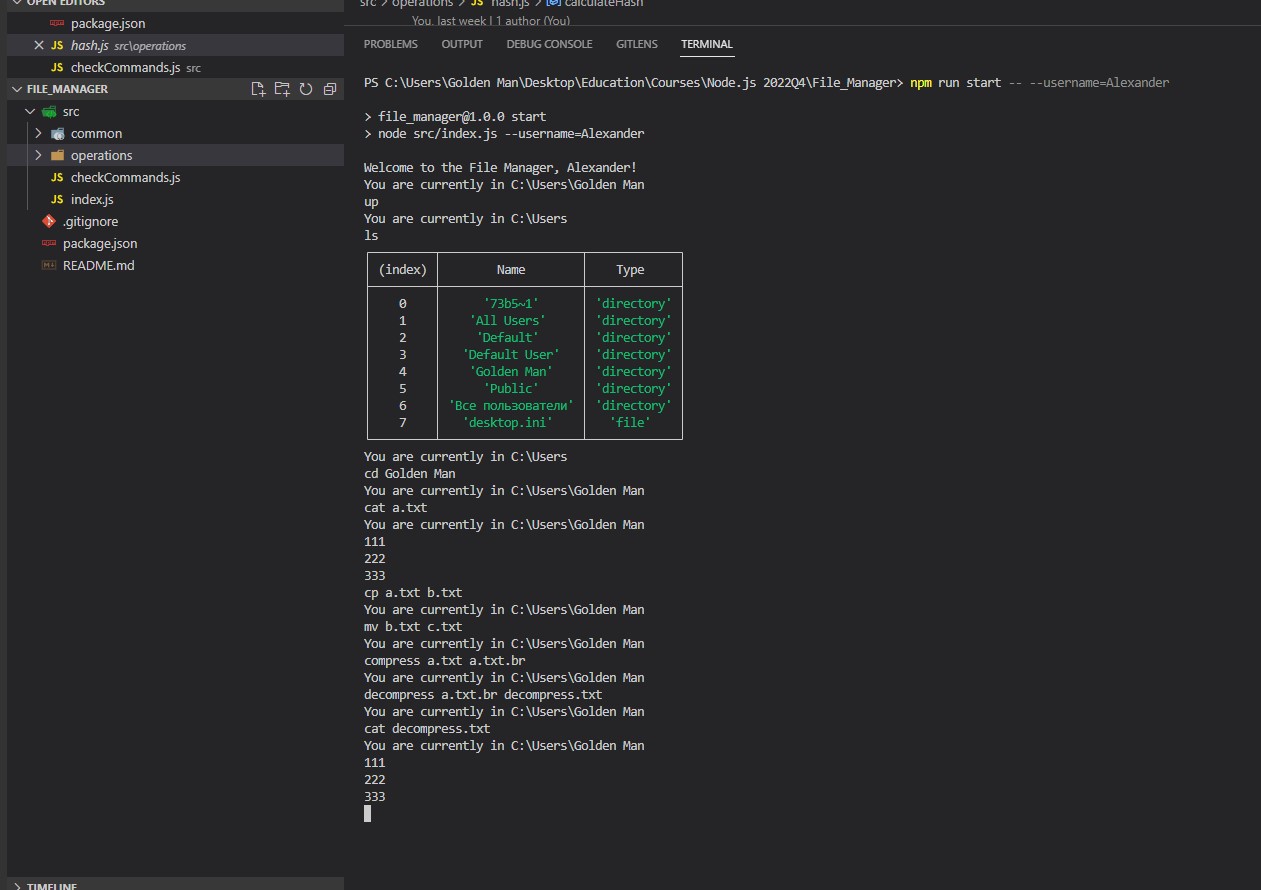 OPEN EDITORS
package.json
JS hash.js src\operations
JS checkCommands.js src
FILE_MANAGER
src
common
operations
JS checkCommands.js
JS index.js
.gitignore
package.json
README.md
TIMELINE
src > operations > JS hash.js > calculateHash
You, last week | 1 author (You)
PROBLEMS OUTPUT DEBUG CONSOLE GITLENS TERMINAL
PS C:\Users\Golden Man\Desktop\Education\Courses\Node.js 2022Q4\File_Manager> npm run start -- --username=Alexander
> file_manager@1.0.0 start
> node src/index.js --username=Alexander
Welcome to the File Manager, Alexander!
You are currently in C:\Users\Golden Man
up
You are currently in C:\Users
ls
(index) Name Type
0 '73b5~1' 'directory'
1 'All Users' 'directory'
2 'Default' 'directory'
3 'Default User' 'directory'
4 'Golden Man' 'directory'
5 'Public' 'directory'
6 'Все пользователи' 'directory'
7 'desktop.ini' 'file'
You are currently in C:\Users
cd Golden Man
You are currently in C:\Users\Golden Man
cat a.txt
You are currently in C:\Users\Golden Man
111
222
333
cp a.txt b.txt
You are currently in C:\Users\Golden Man
mv b.txt c.txt
You are currently in C:\Users\Golden Man
compress a.txt a.txt.br
You are currently in C:\Users\Golden Man
decompress a.txt.br decompress.txt
You are currently in C:\Users\Golden Man
cat decompress.txt
You are currently in C:\Users\Golden Man
111
222
333